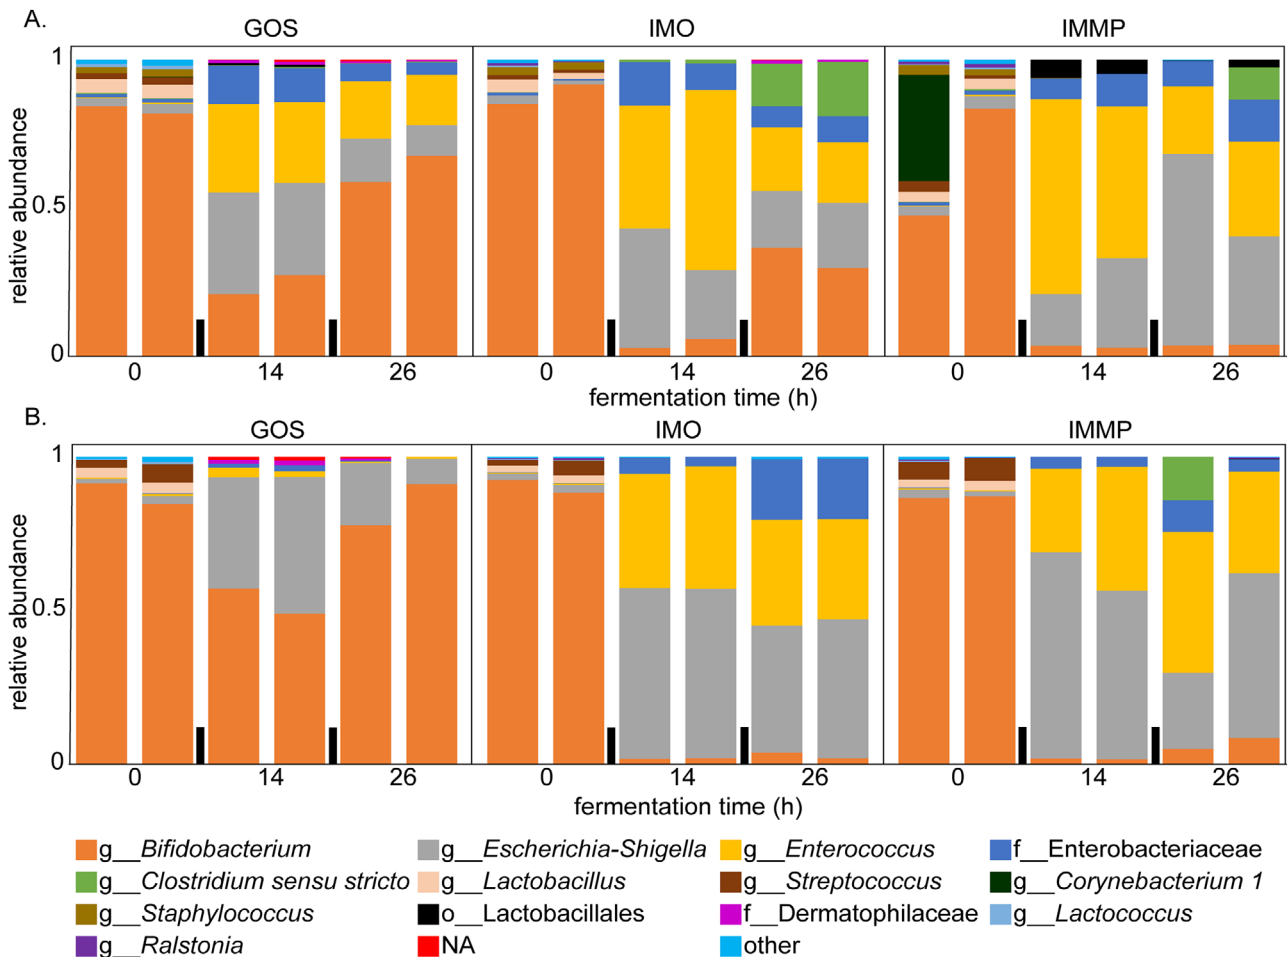 A.
GOS IMO IMMP
1
0.5
0
relative abundance
0 14 26 0 14 26 0 14 26
fermentation time (h)
B.
GOS IMO IMMP
1
0.5
0
relative abundance
0 14 26 0 14 26 0 14 26
fermentation time (h)
g__Bifidobacterium g__Escherichia-Shigella g__Enterococcus f__Enterobacteriaceae
g__Clostridium sensu stricto g__Lactobacillus g__Streptococcus g__Corynebacterium 1
g__Staphylococcus o__Lactobacillales f__Dermatophilaceae g__Lactococcus
g__Ralstonia NA other